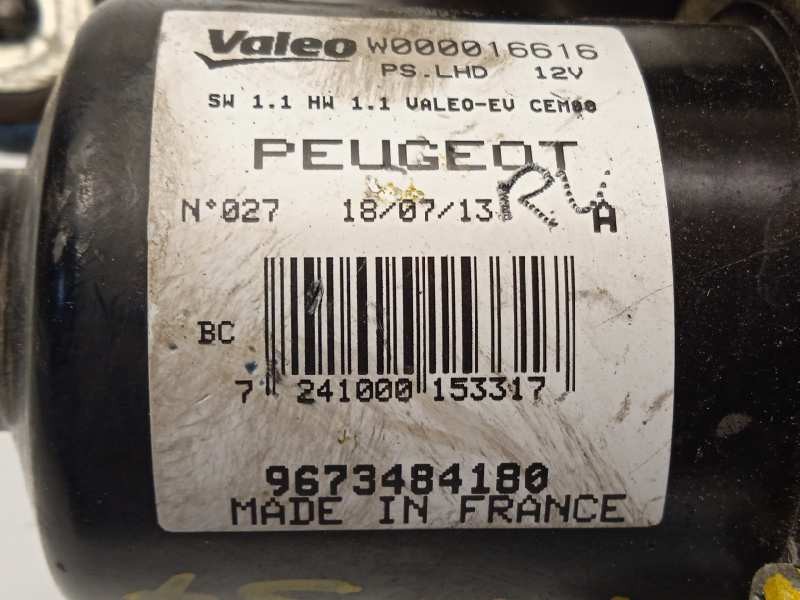 Valeo W000016616
PS.LHD 12V
SW 1.1 HW 1.1 VALEO-EV CEM00
PEUGEOT
N°027 18/07/13 A
BC
7 241000 153317
9673484180
MADE IN FRANCE